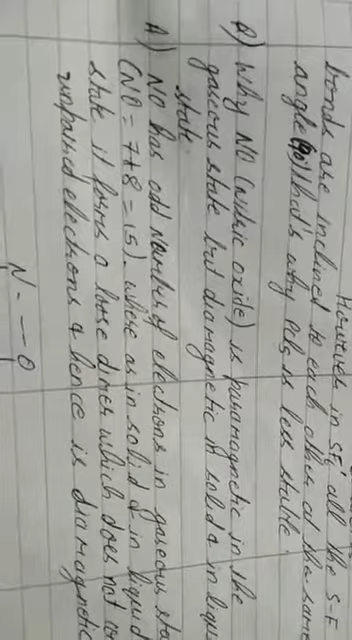 However in SF6 all the S-F
bonds are inclined to each other at the same
angle (90°) that's why PCl5 is less stable.
Q) Why NO (nitric oxide) is paramagnetic in the
gaseous state but diamagnetic in solid & in liqu
state.
A) NO has odd number of electrons in gaseous sta
(NO = 7+8 = 15). where as in solid & in liquid
state it forms a loose dimer which does not co
unpaired electrons & hence is diamagnetic
N O